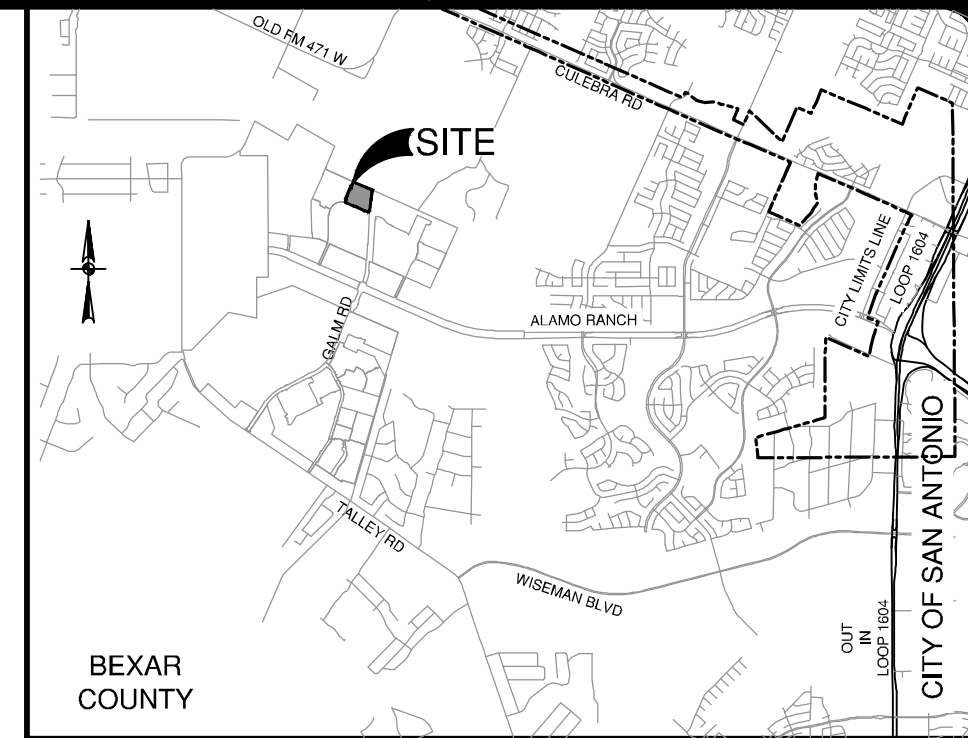 OLD FM 471 W
CULEBRA RD
SITE
CITY LIMITS LINE
LOOP 1604
ALAMO RANCH
GALM RD
TALLEY RD
WISEMAN BLVD
CITY OF SAN ANTONIO
OUT
IN
LOOP 1604
BEXAR
COUNTY